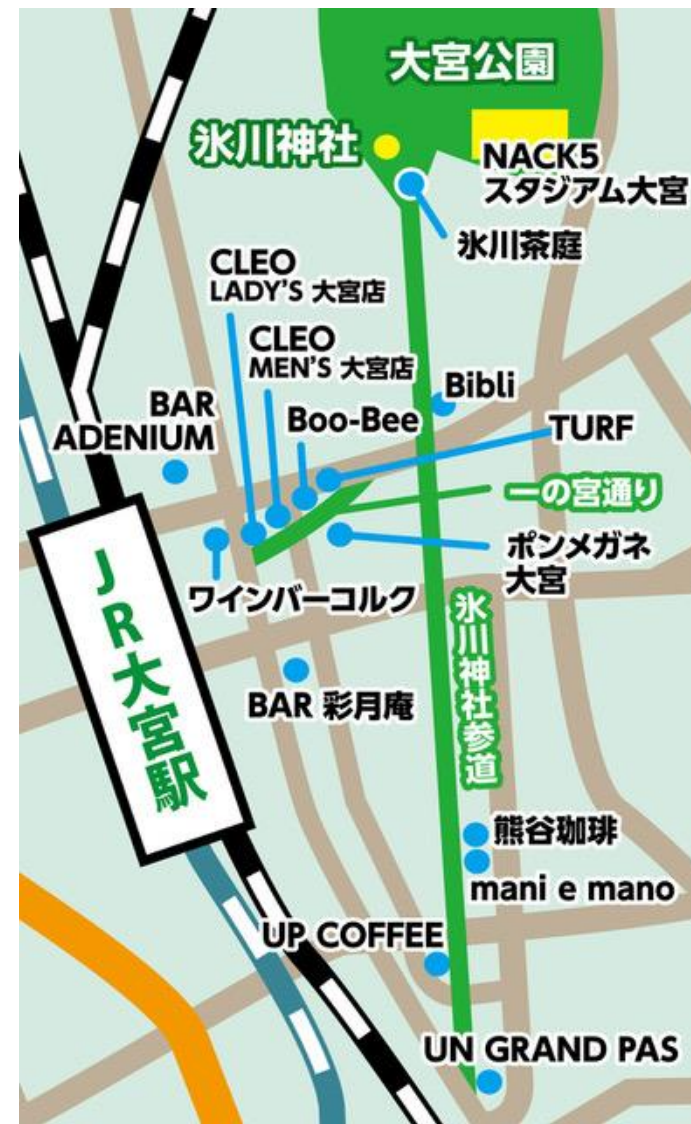 大宮公園
氷川神社
NACK5
スタジアム大宮
氷川茶庭
CLEO
LADY'S 大宮店
CLEO
MEN'S 大宮店
Bibli
BAR
ADENIUM
Boo-Bee
TURF
一の宮通り
ポンメガネ
大宮
ワインバーコルク
JR大宮駅
氷川神社参道
BAR 彩月庵
熊谷珈琲
mani e mano
UP COFFEE
UN GRAND PAS